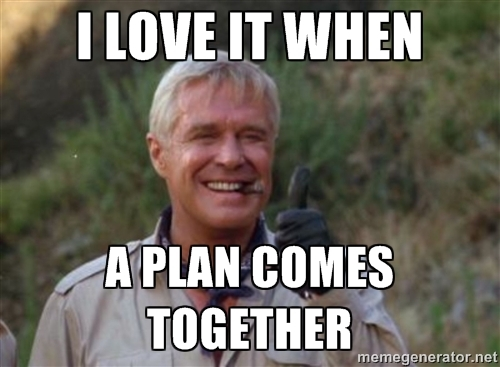 I LOVE IT WHEN
A PLAN COMES
TOGETHER
memegenerator.net